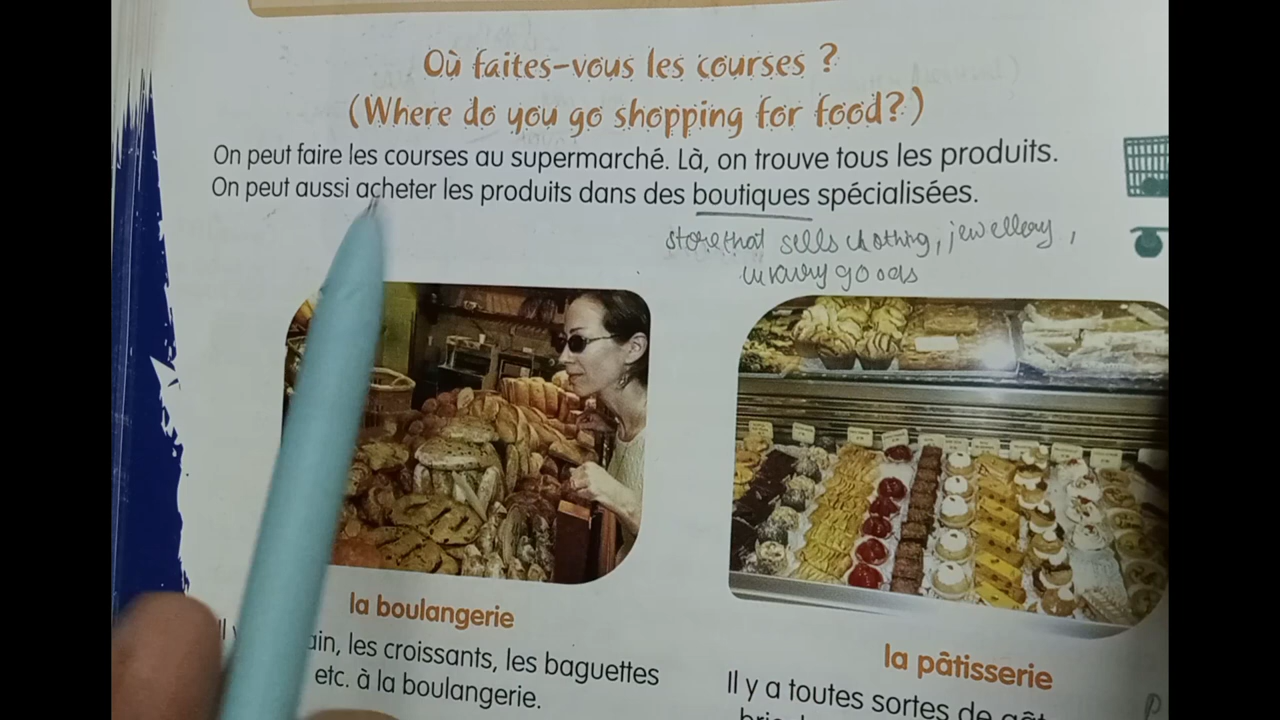 Où faites-vous les courses ?
(Where do you go shopping for food?)
On peut faire les courses au supermarché. Là, on trouve tous les produits.
On peut aussi acheter les produits dans des boutiques spécialisées.
store that sells clothing, jewellery,
luxury goods
la boulangerie
les croissants, les baguettes
etc. à la boulangerie.
la pâtisserie
Il y a toutes sortes de